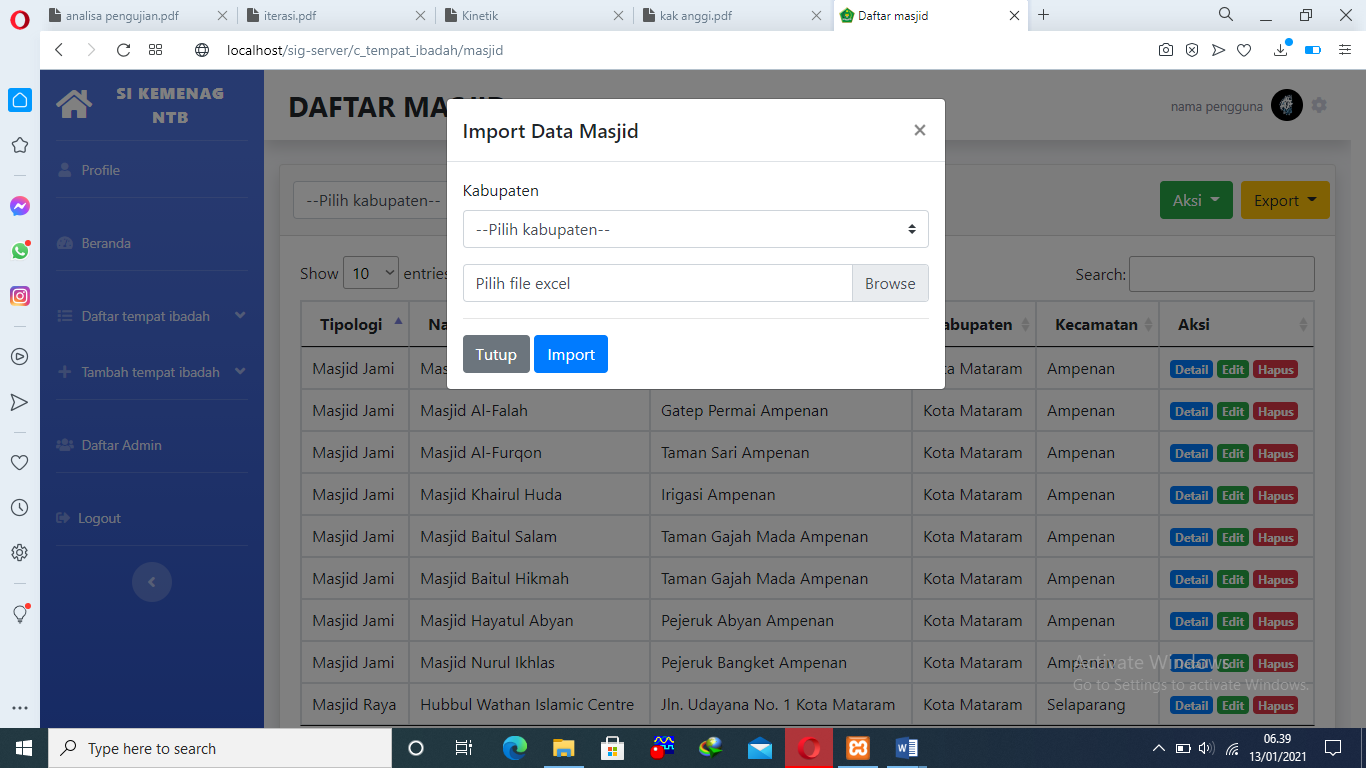 analisa pengujian.pdf
iterasi.pdf
Kinetik
kak anggi.pdf
Daftar masjid
localhost/sig-server/c_tempat_ibadah/masjid
SI KEMENAG
NTB
Profile
Beranda
Daftar tempat ibadah
Tambah tempat ibadah
Daftar Admin
Logout
DAFTAR MASJID
nama pengguna
--Pilih kabupaten--
Aksi
Export
Import Data Masjid
×
Kabupaten
--Pilih kabupaten--
Pilih file excel Browse
Tutup Import
Show 10 entries
Search:
Tipologi Na abupaten Kecamatan Aksi
Masjid Jami Mas ta Mataram Ampenan Detail Edit Hapus
Masjid Jami Masjid Al-Falah Gatep Permai Ampenan Kota Mataram Ampenan Detail Edit Hapus
Masjid Jami Masjid Al-Furqon Taman Sari Ampenan Kota Mataram Ampenan Detail Edit Hapus
Masjid Jami Masjid Khairul Huda Irigasi Ampenan Kota Mataram Ampenan Detail Edit Hapus
Masjid Jami Masjid Baitul Salam Taman Gajah Mada Ampenan Kota Mataram Ampenan Detail Edit Hapus
Masjid Jami Masjid Baitul Hikmah Taman Gajah Mada Ampenan Kota Mataram Ampenan Detail Edit Hapus
Masjid Jami Masjid Hayatul Abyan Pejeruk Abyan Ampenan Kota Mataram Ampenan Detail Edit Hapus
Masjid Jami Masjid Nurul Ikhlas Pejeruk Bangket Ampenan Kota Mataram Ampenan Detail Edit Hapus
Masjid Raya Hubbul Wathan Islamic Centre Jln. Udayana No. 1 Kota Mataram Kota Mataram Selaparang Detail Edit Hapus
Activate Windows
Go to Settings to activate Windows.
Type here to search
06.39
13/01/2021